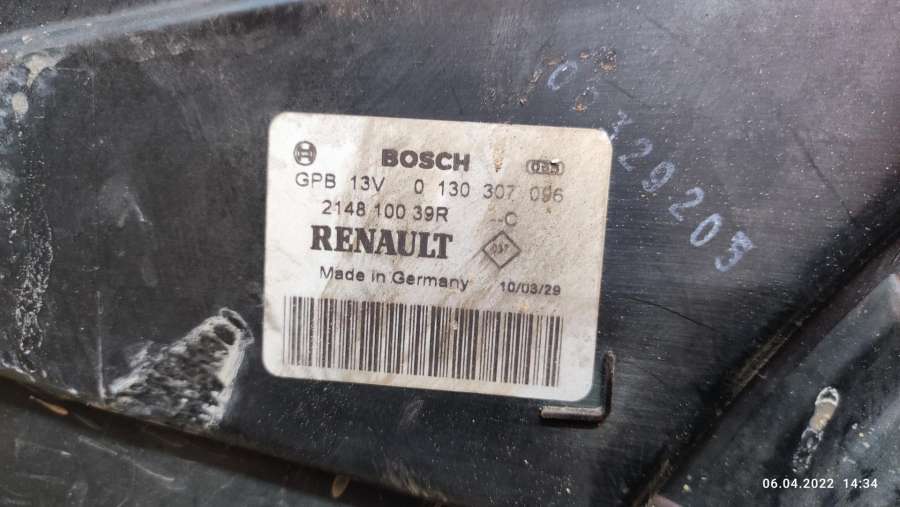 BOSCH
GPB 13V 0 130 307 096
2148 100 39R --C
RENAULT
Made in Germany 10/03/29
06.04.2022 14:34